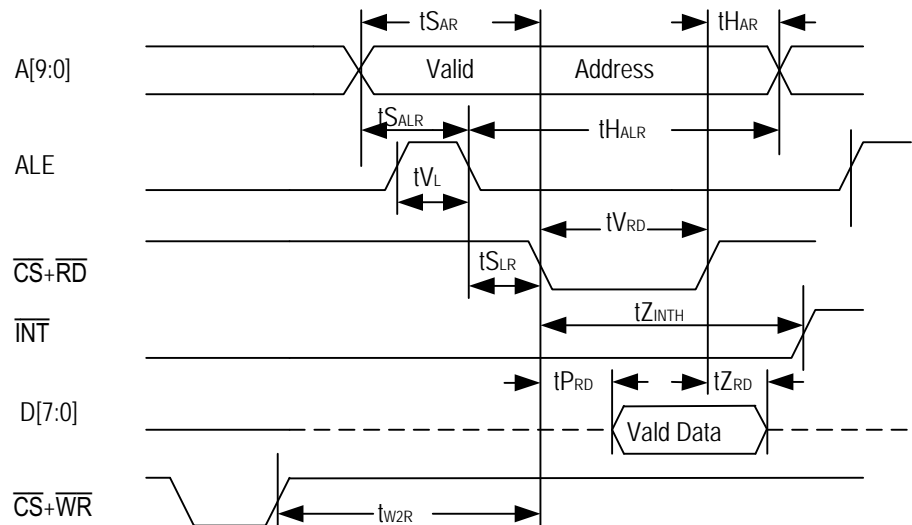 tSAR
tHAR
A[9:0]
Valid
Address
tSALR
tHALR
ALE
tVL
tVRD
CS+RD
tSLR
tZINTH
INT
tPRD
tZRD
D[7:0]
Vald Data
CS+WR
tW2R